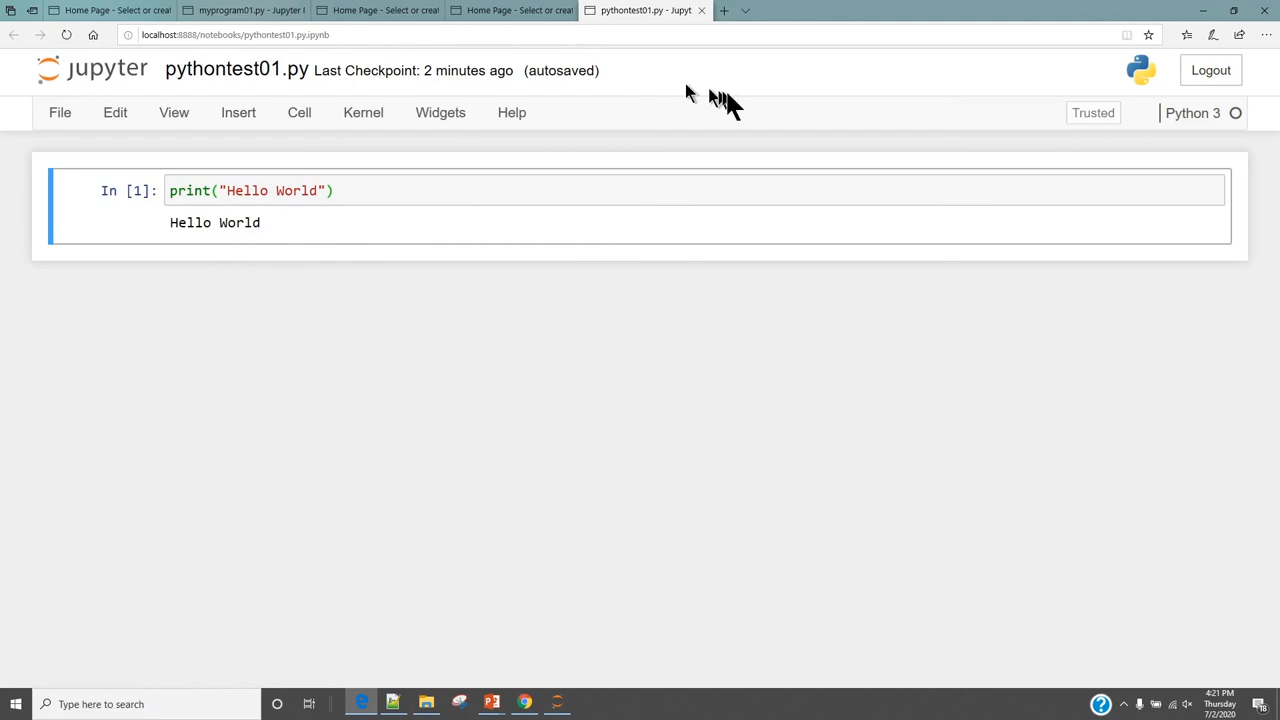 Home Page - Select or creat
myprogram01.py - Jupyter I
Home Page - Select or creat
Home Page - Select or creat
pythontest01.py - Jupyt
localhost:8888/notebooks/pythontest01.py.ipynb
jupyter pythontest01.py Last Checkpoint: 2 minutes ago (autosaved)
Logout
File Edit View Insert Cell Kernel Widgets Help
Trusted
Python 3
In [1]: print("Hello World")
Hello World
Type here to search
4:21 PM
Thursday
7/2/2020
18